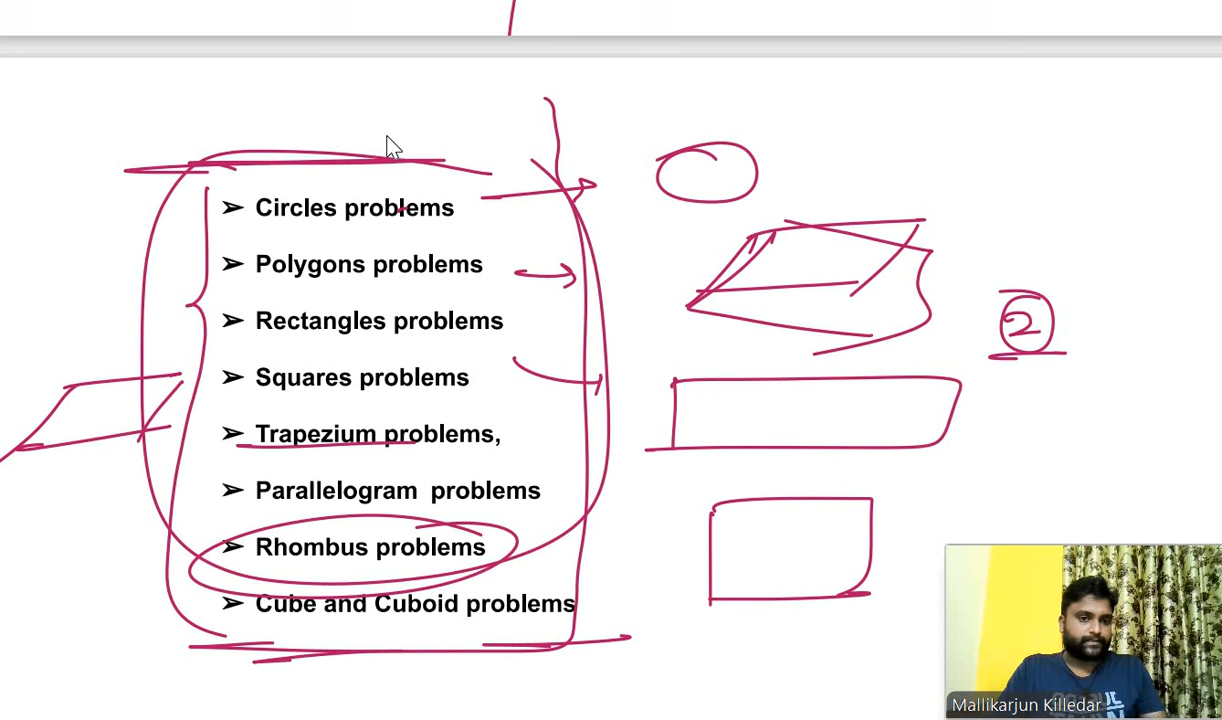 ➢ Circles problems
➢ Polygons problems
➢ Rectangles problems
➢ Squares problems
➢ Trapezium problems,
➢ Parallelogram problems
➢ Rhombus problems
➢ Cube and Cuboid problems
2
Mallikarjun Killedar